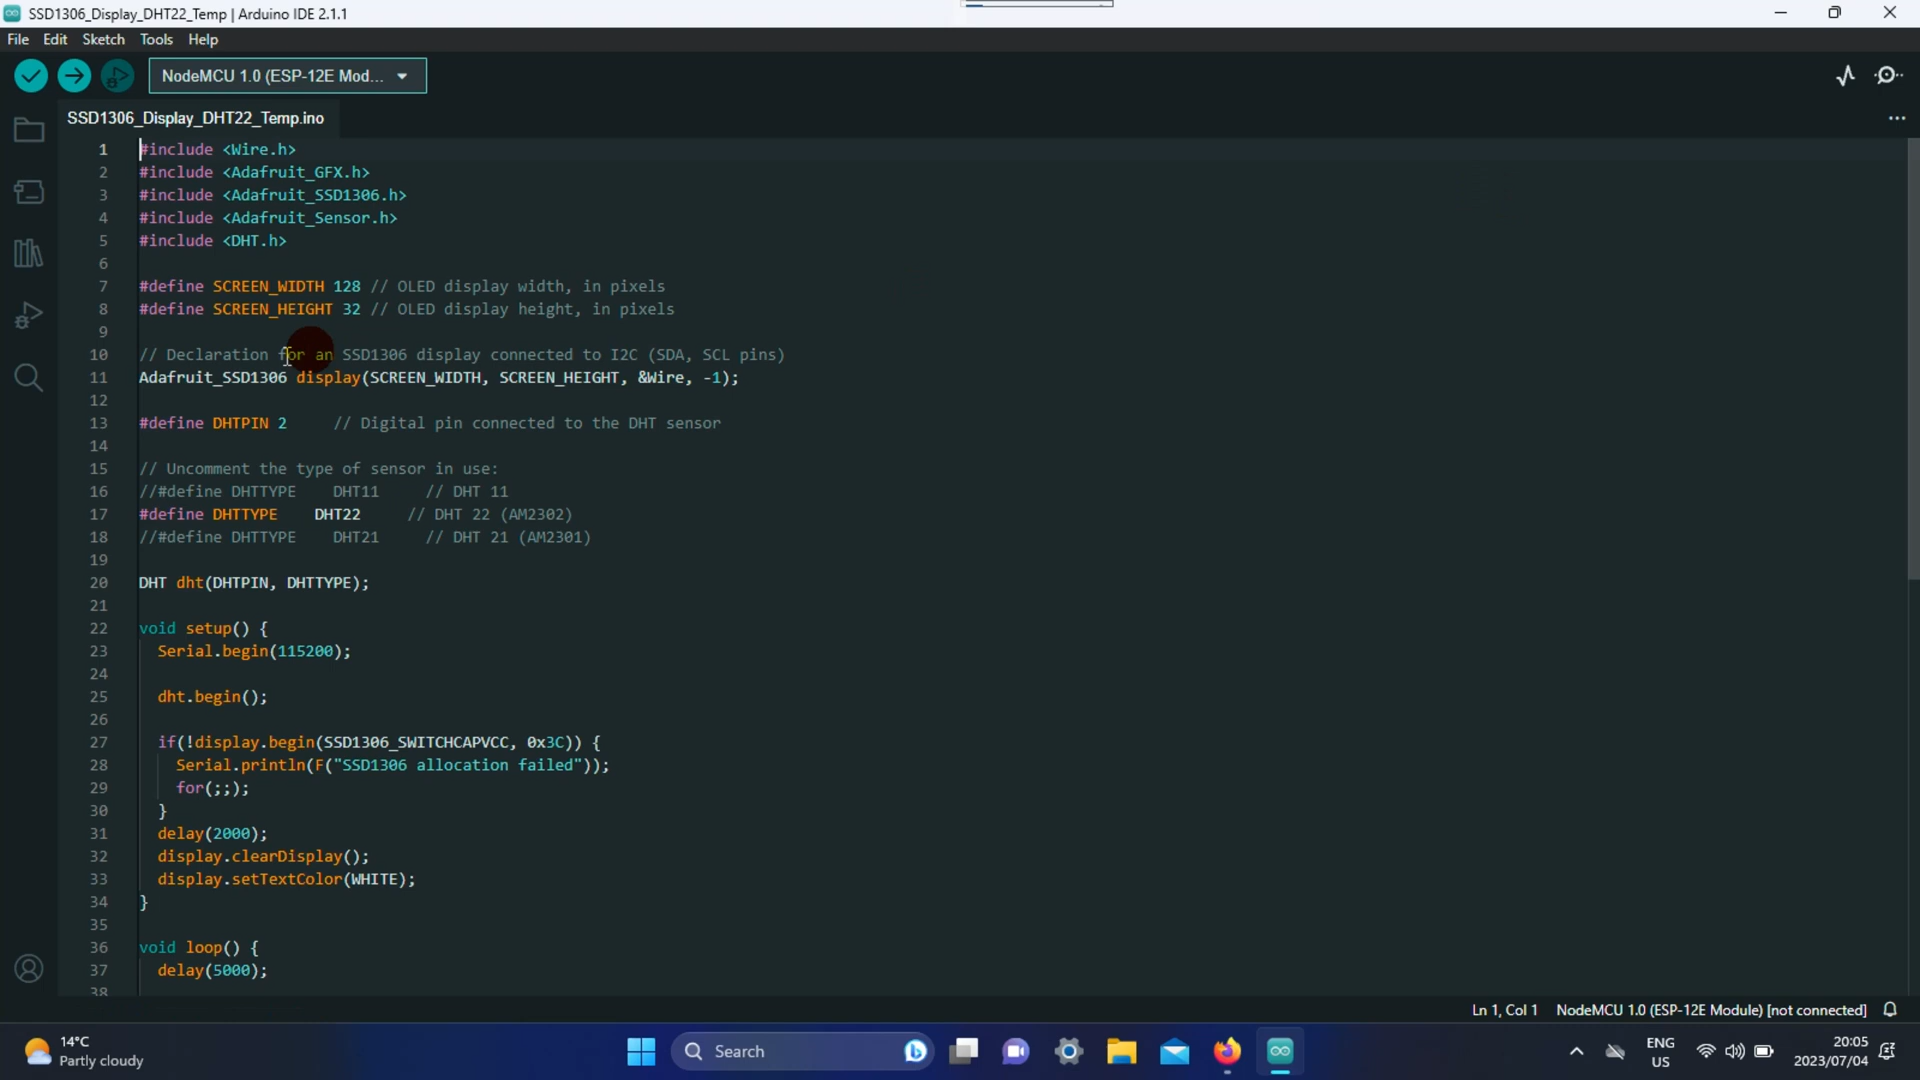 SSD1306_Display_DHT22_Temp | Arduino IDE 2.1.1
File Edit Sketch Tools Help
NodeMCU 1.0 (ESP-12E Mod...
SSD1306_Display_DHT22_Temp.ino
1 #include <Wire.h>
2 #include <Adafruit_GFX.h>
3 #include <Adafruit_SSD1306.h>
4 #include <Adafruit_Sensor.h>
5 #include <DHT.h>
6
7 #define SCREEN_WIDTH 128 // OLED display width, in pixels
8 #define SCREEN_HEIGHT 32 // OLED display height, in pixels
9
10 // Declaration for an SSD1306 display connected to I2C (SDA, SCL pins)
11 Adafruit_SSD1306 display(SCREEN_WIDTH, SCREEN_HEIGHT, &Wire, -1);
12
13 #define DHTPIN 2     // Digital pin connected to the DHT sensor
14
15 // Uncomment the type of sensor in use:
16 //#define DHTTYPE    DHT11     // DHT 11
17 #define DHTTYPE    DHT22     // DHT 22 (AM2302)
18 //#define DHTTYPE    DHT21     // DHT 21 (AM2301)
19
20 DHT dht(DHTPIN, DHTTYPE);
21
22 void setup() {
23   Serial.begin(115200);
24
25   dht.begin();
26
27   if(!display.begin(SSD1306_SWITCHCAPVCC, 0x3C)) {
28     Serial.println(F("SSD1306 allocation failed"));
29     for(;;);
30   }
31   delay(2000);
32   display.clearDisplay();
33   display.setTextColor(WHITE);
34 }
35
36 void loop() {
37   delay(5000);
38
Ln 1, Col 1 NodeMCU 1.0 (ESP-12E Module) [not connected]
14°C
Partly cloudy
Search
ENG
US
20:05
2023/07/04